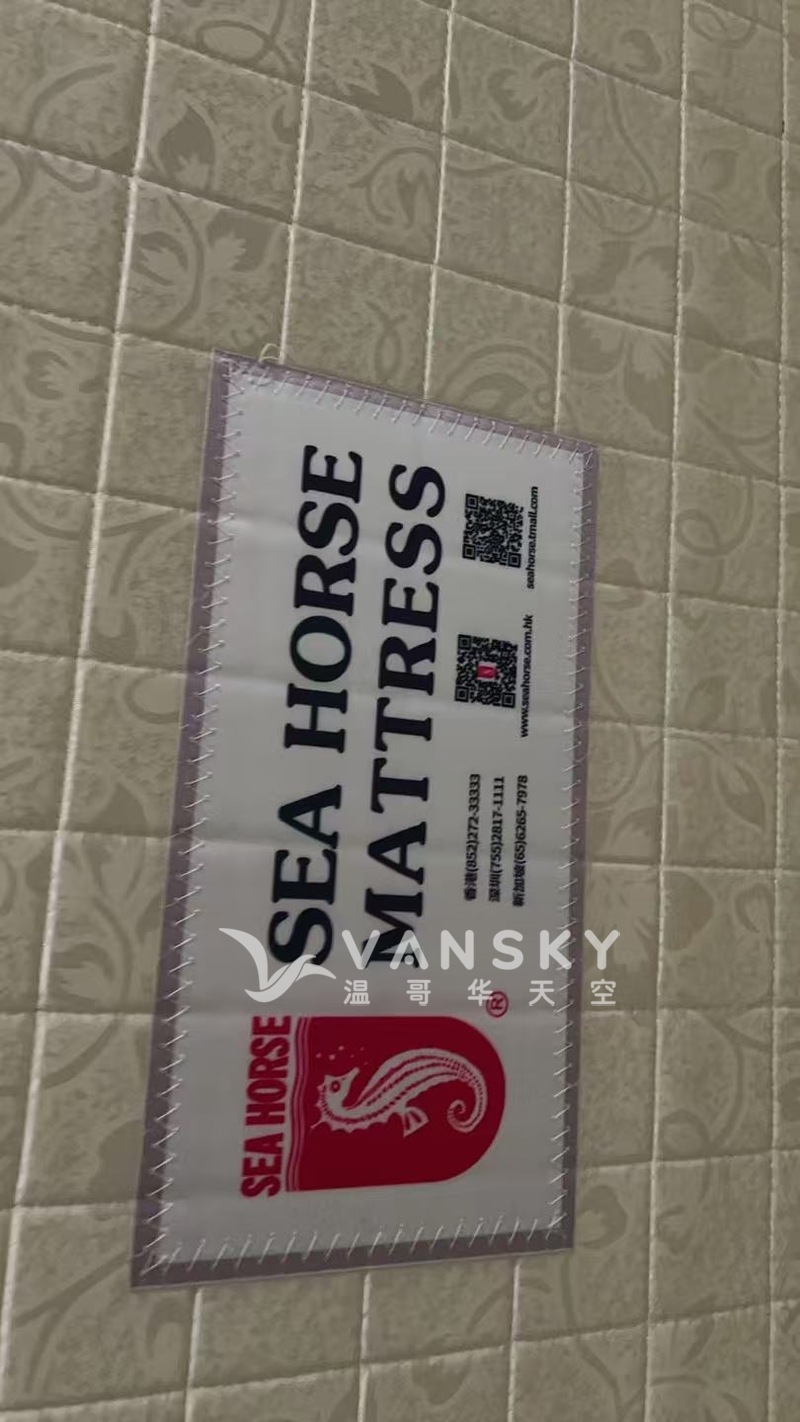 SEA HORSE
®
SEA HORSE
MATTRESS
香港(852)272-33333
深圳(755)2817-1111
新加坡(65)6265-7978
www.seahorse.com.hk
seahorse.tmall.com
VANSKY
温哥华天空